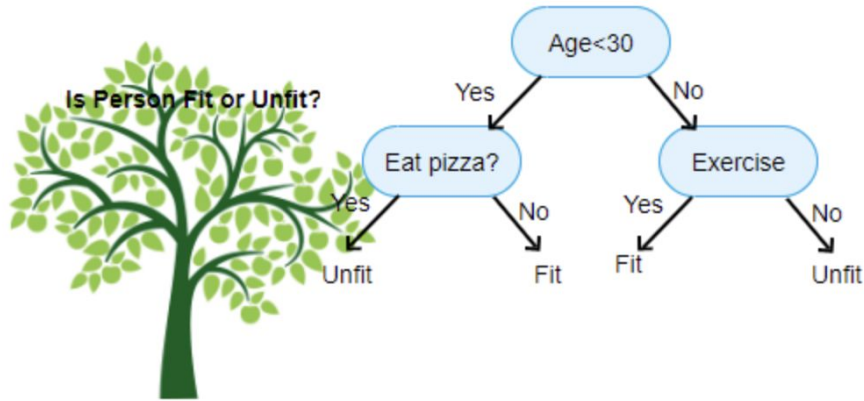 Is Person Fit or Unfit?
Age<30
Yes
No
Eat pizza?
Exercise
Yes
No
Yes
No
Unfit
Fit
Fit
Unfit